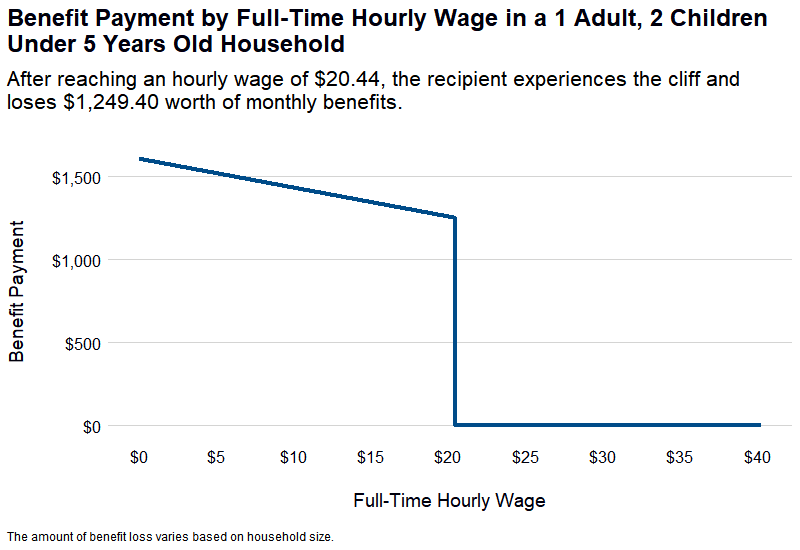 Benefit Payment by Full-Time Hourly Wage in a 1 Adult, 2 Children
Under 5 Years Old Household
After reaching an hourly wage of $20.44, the recipient experiences the cliff and
loses $1,249.40 worth of monthly benefits.
Benefit Payment
$1,500
$1,000
$500
$0
$0 $5 $10 $15 $20 $25 $30 $35 $40
Full-Time Hourly Wage
The amount of benefit loss varies based on household size.